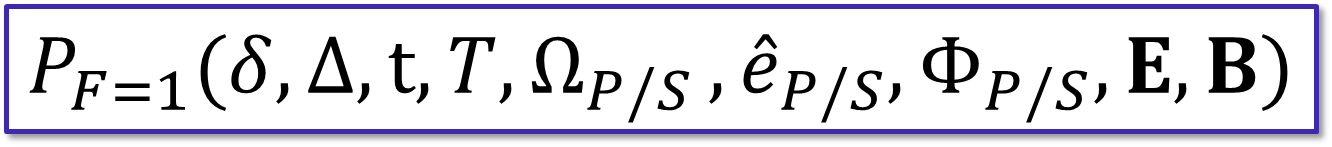 P_{F=1}(δ, Δ, t, T, Ω_{P/S}, ê_{P/S}, Φ_{P/S}, E, B)